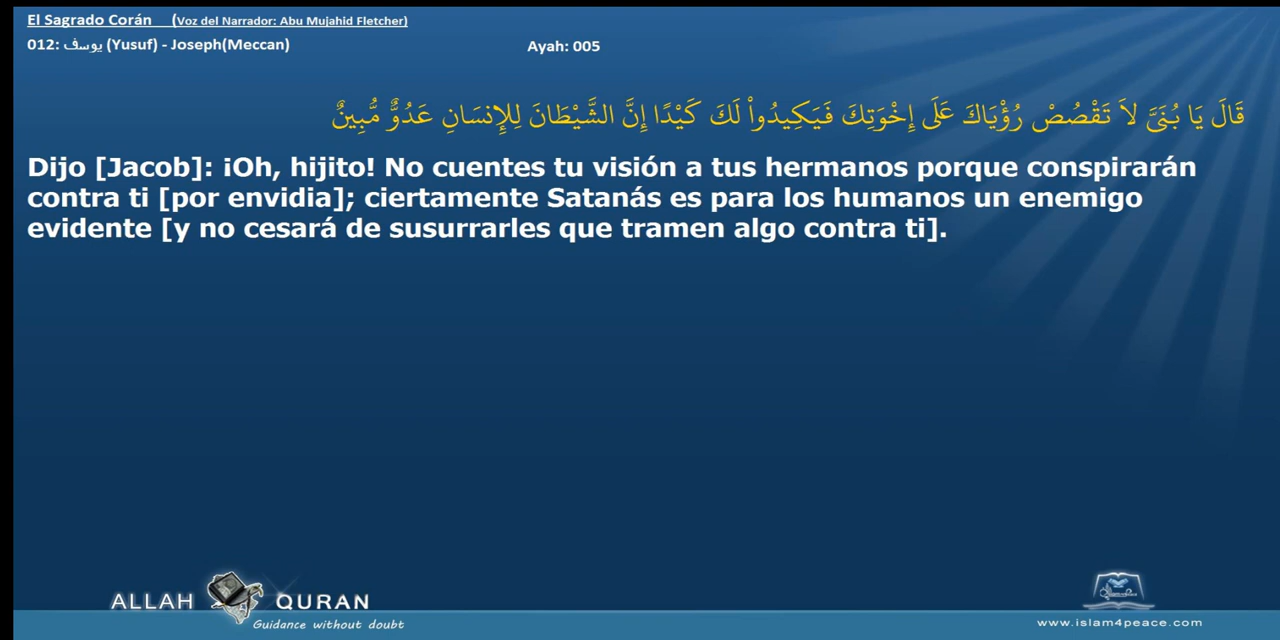 El Sagrado Corán (Voz del Narrador: Abu Mujahid Fletcher)
012: يوسف (Yusuf) - Joseph(Meccan)
Ayah: 005
قَالَ يَا بُنَيَّ لاَ تَقْصُصْ رُؤْيَاكَ عَلَى إِخْوَتِكَ فَيَكِيدُواْ لَكَ كَيْدًا إِنَّ الشَّيْطَانَ لِلإِنسَانِ عَدُوٌّ مُّبِينٌ
Dijo [Jacob]: ¡Oh, hijito! No cuentes tu visión a tus hermanos porque conspirarán
contra ti [por envidia]; ciertamente Satanás es para los humanos un enemigo
evidente [y no cesará de susurrarles que tramen algo contra ti].
ALLAH QURAN
Guidance without doubt
www.islam4peace.com